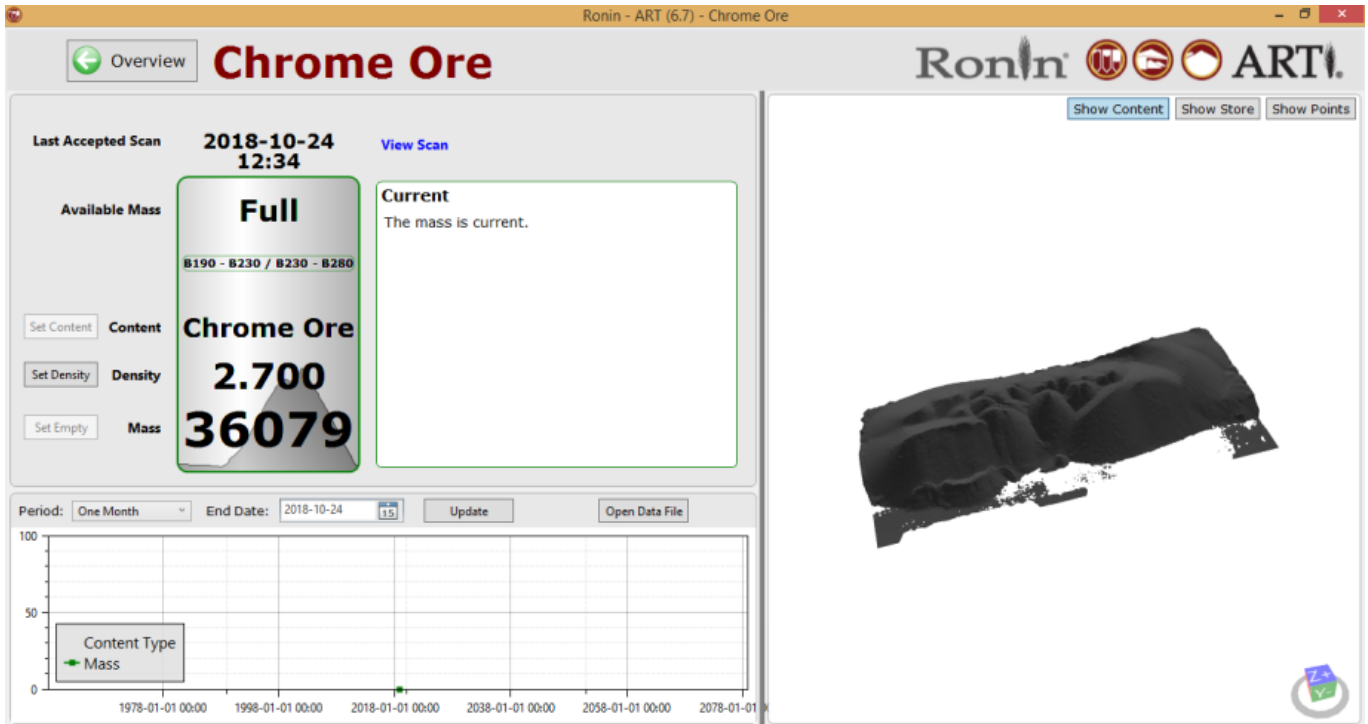 Ronin - ART (6.7) - Chrome Ore
Overview
Chrome Ore
Ronin ART
Last Accepted Scan
2018-10-24
12:34
View Scan
Available Mass
Full
B190 - B230 / B230 - B280
Current
The mass is current.
Set Content
Content
Chrome Ore
Set Density
Density
2.700
Set Empty
Mass
36079
Show Content
Show Store
Show Points
Period:
One Month
End Date:
2018-10-24
15
Update
Open Data File
100
50
0
Content Type
Mass
1978-01-01 00:00
1998-01-01 00:00
2018-01-01 00:00
2038-01-01 00:00
2058-01-01 00:00
2078-01-01
Z+
Y-